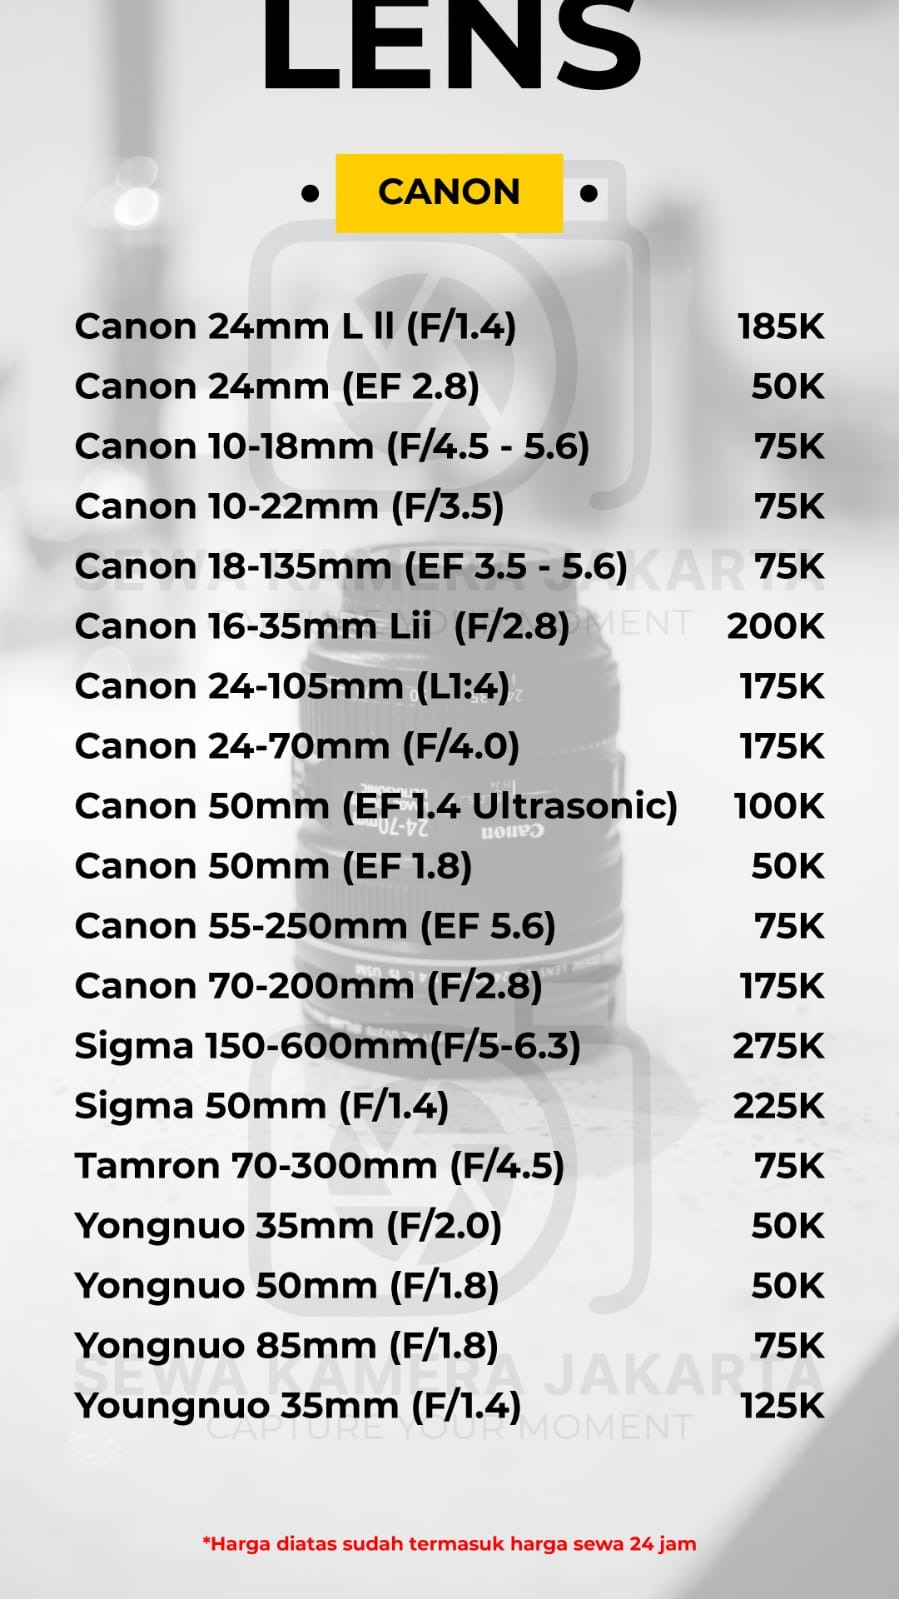 LENS
CANON
Canon 24mm L ll (F/1.4) 185K
Canon 24mm (EF 2.8) 50K
Canon 10-18mm (F/4.5 - 5.6) 75K
Canon 10-22mm (F/3.5) 75K
Canon 18-135mm (EF 3.5 - 5.6) 75K
SEWA KAMERA JAKARTA
CAPTURE YOUR MOMENT
Canon 16-35mm Lii (F/2.8) 200K
Canon 24-105mm (L1:4) 175K
Canon 24-70mm (F/4.0) 175K
Canon 50mm (EF 1.4 Ultrasonic) 100K
24-70mm
Canon
Canon 50mm (EF 1.8) 50K
Canon 55-250mm (EF 5.6) 75K
Canon 70-200mm (F/2.8) 175K
Sigma 150-600mm(F/5-6.3) 275K
Sigma 50mm (F/1.4) 225K
Tamron 70-300mm (F/4.5) 75K
Yongnuo 35mm (F/2.0) 50K
Yongnuo 50mm (F/1.8) 50K
Yongnuo 85mm (F/1.8) 75K
SEWA KAMERA JAKARTA
Youngnuo 35mm (F/1.4) 125K
CAPTURE YOUR MOMENT
*Harga diatas sudah termasuk harga sewa 24 jam